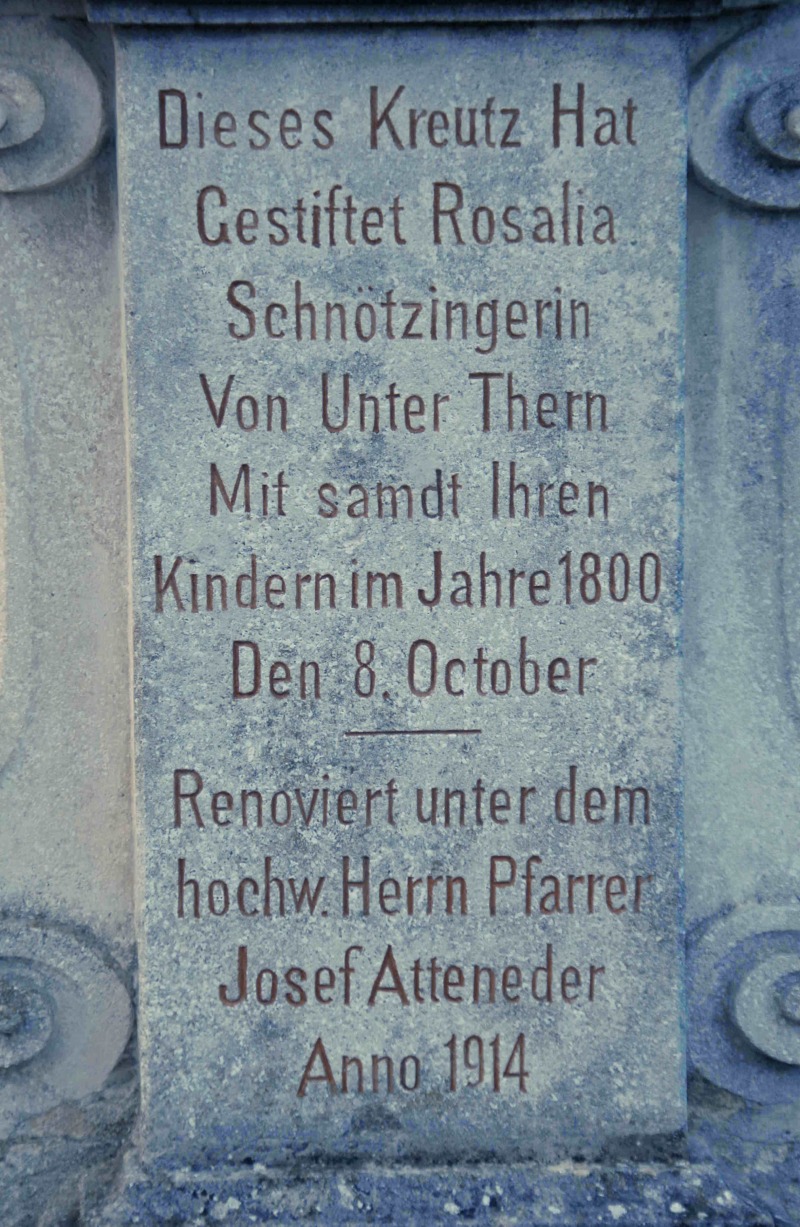 Dieses Kreutz Hat
Gestiftet Rosalia
Schnötzingerin
Von Unter Thern
Mit samdt Ihren
Kindern im Jahre 1800
Den 8. October
Renoviert unter dem
hochw. Herrn Pfarrer
Josef Atteneder
Anno 1914